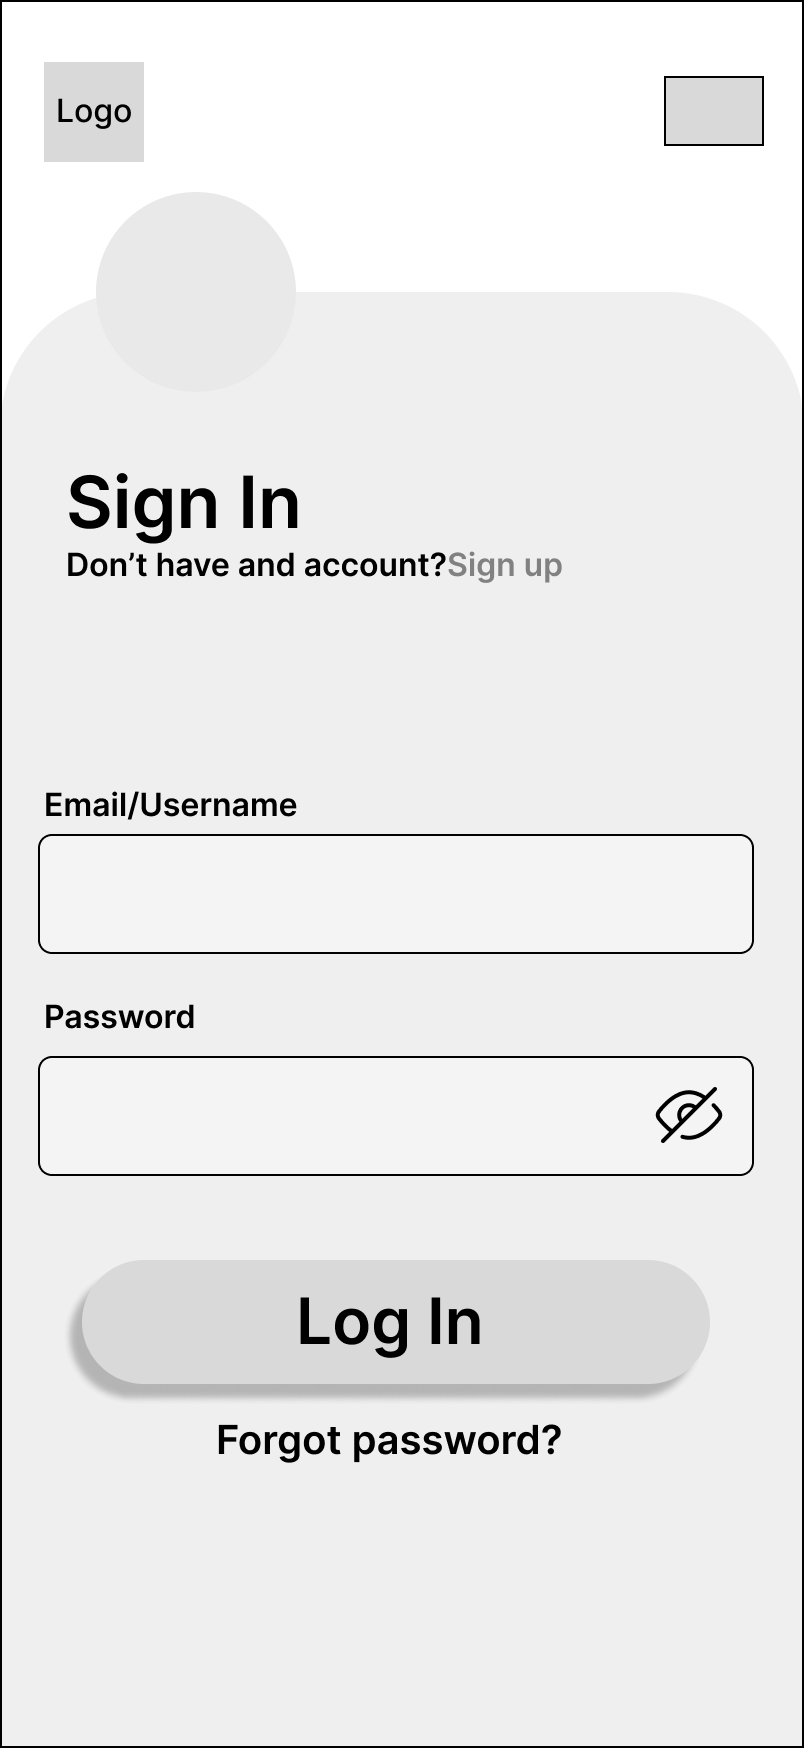 Logo
Sign In
Don’t have and account?Sign up
Email/Username
Password
Log In
Forgot password?